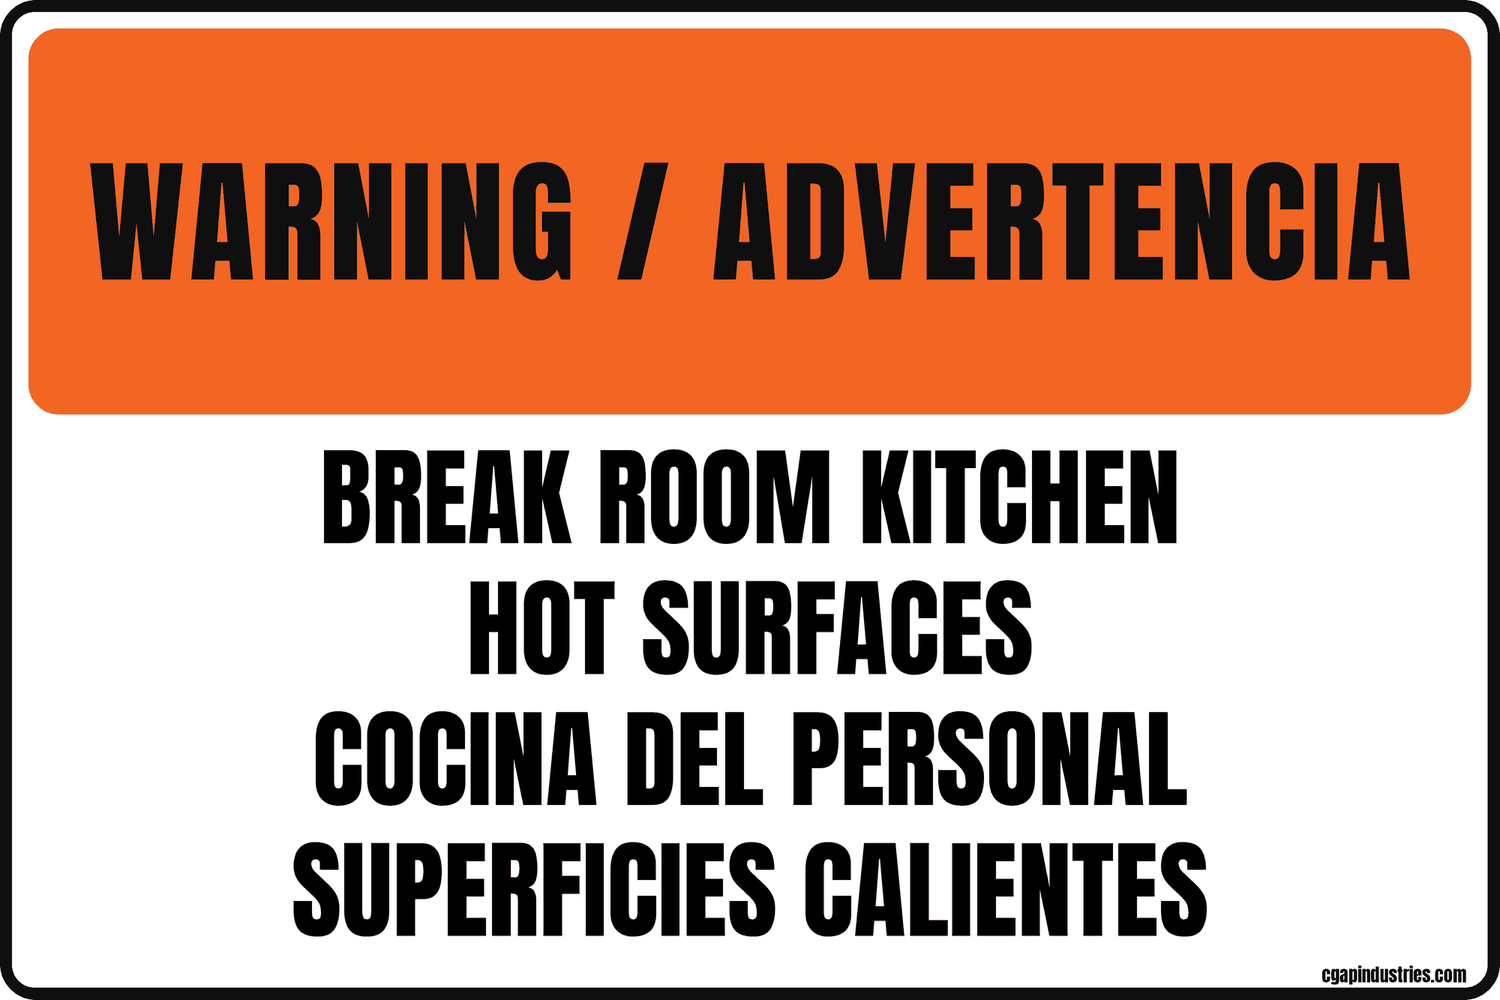 WARNING / ADVERTENCIA
BREAK ROOM KITCHEN
HOT SURFACES
COCINA DEL PERSONAL
SUPERFICIES CALIENTES
cgapindustries.com